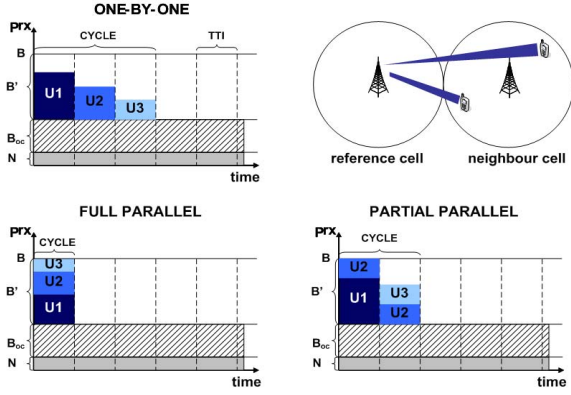 ONE-BY-ONE
prx
CYCLE
TTI
B
B'
U1
U2
U3
Boc
N
time
reference cell
neighbour cell
FULL PARALLEL
prx
CYCLE
B
U3
B'
U2
U1
Boc
N
time
PARTIAL PARALLEL
prx
CYCLE
B
U2
B'
U1
U3
U2
Boc
N
time